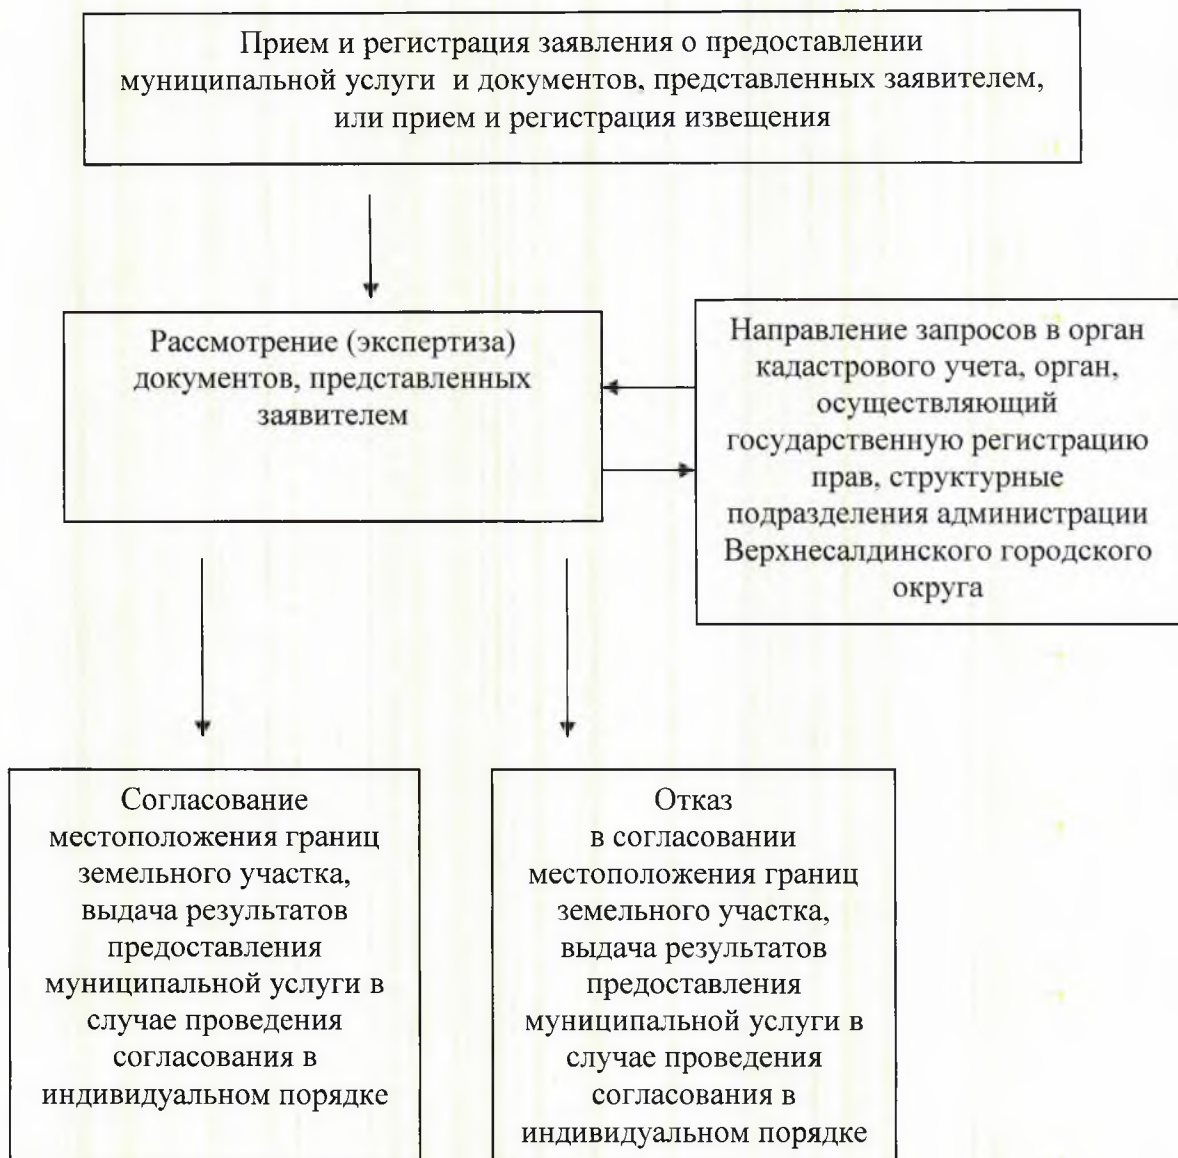 Прием и регистрация заявления о предоставлении
муниципальной услуги и документов, представленных заявителем,
или прием и регистрация извещения
Рассмотрение (экспертиза)
документов, представленных
заявителем
Направление запросов в орган
кадастрового учета, орган,
осуществляющий
государственную регистрацию
прав, структурные
подразделения администрации
Верхнесалдинского городского
округа
Согласование
местоположения границ
земельного участка,
выдача результатов
предоставления
муниципальной услуги в
случае проведения
согласования в
индивидуальном порядке
Отказ
в согласовании
местоположения границ
земельного участка,
выдача результатов
предоставления
муниципальной услуги в
случае проведения
согласования в
индивидуальном порядке